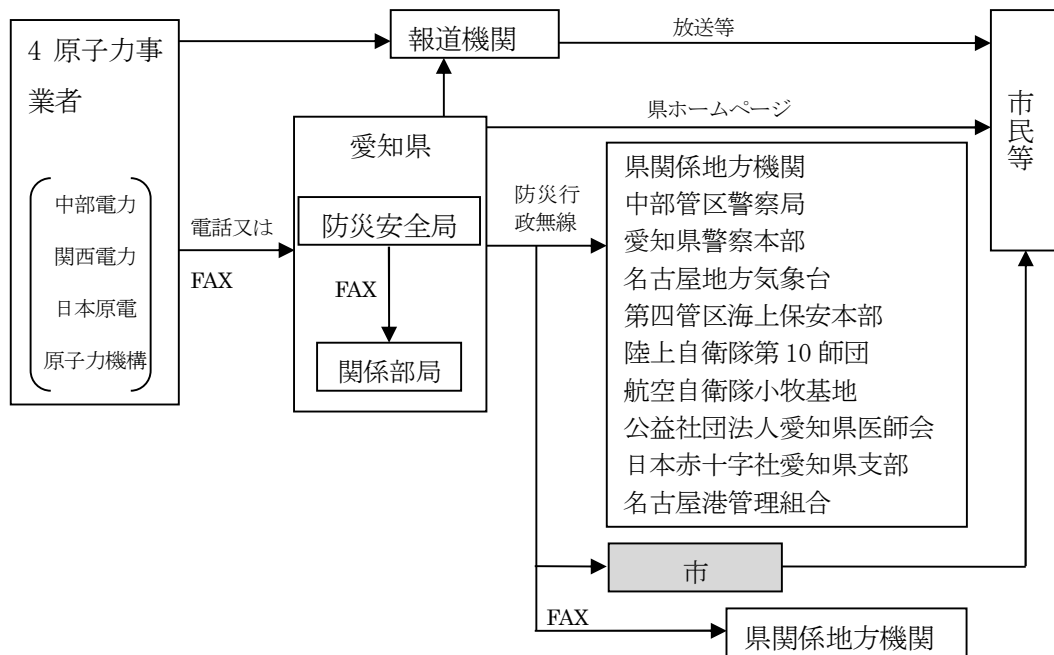 4 原子力事
業者
中部電力
関西電力
日本原電
原子力機構
電話又は
FAX
報道機関
放送等
県ホームページ
愛知県
防災安全局
FAX
関係部局
防災行
政無線
県関係地方機関
中部管区警察局
愛知県警察本部
名古屋地方気象台
第四管区海上保安本部
陸上自衛隊第 10 師団
航空自衛隊小牧基地
公益社団法人愛知県医師会
日本赤十字社愛知県支部
名古屋港管理組合
市
FAX
県関係地方機関
市民等